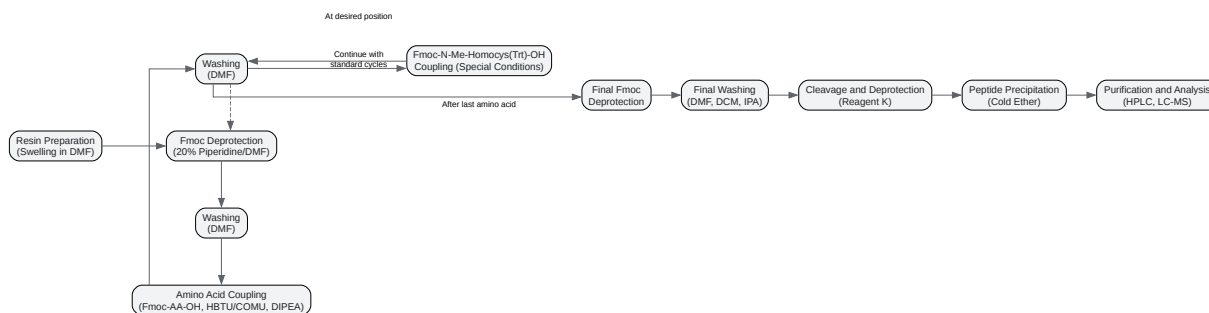 At desired position
Washing
(DMF)
Continue with
standard cycles
Fmoc-N-Me-Homocys(Trt)-OH
Coupling (Special Conditions)
After last amino acid
Final Fmoc
Deprotection
Final Washing
(DMF, DCM, IPA)
Cleavage and Deprotection
(Reagent K)
Peptide Precipitation
(Cold Ether)
Purification and Analysis
(HPLC, LC-MS)
Resin Preparation
(Swelling in DMF)
Fmoc Deprotection
(20% Piperidine/DMF)
Washing
(DMF)
Amino Acid Coupling
(Fmoc-AA-OH, HBTU/COMU, DIPEA)